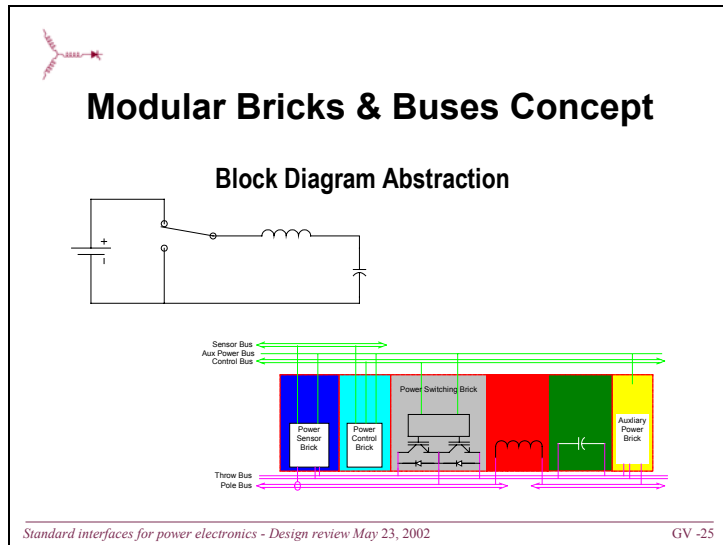 Modular Bricks & Buses Concept
Block Diagram Abstraction
+
Sensor Bus
Aux Power Bus
Control Bus
Power Switching Brick
Power
Sensor
Brick
Power
Control
Brick
Auxliary
Power
Brick
Throw Bus
Pole Bus
Standard interfaces for power electronics - Design review May 23, 2002
GV -25